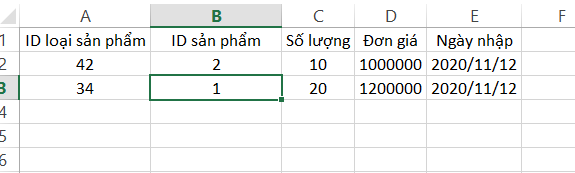 A B C D E F
1 ID loại sản phẩm ID sản phẩm Số lượng Đơn giá Ngày nhập
2 42 2 10 1000000 2020/11/12
3 34 1 20 1200000 2020/11/12
4
5
6